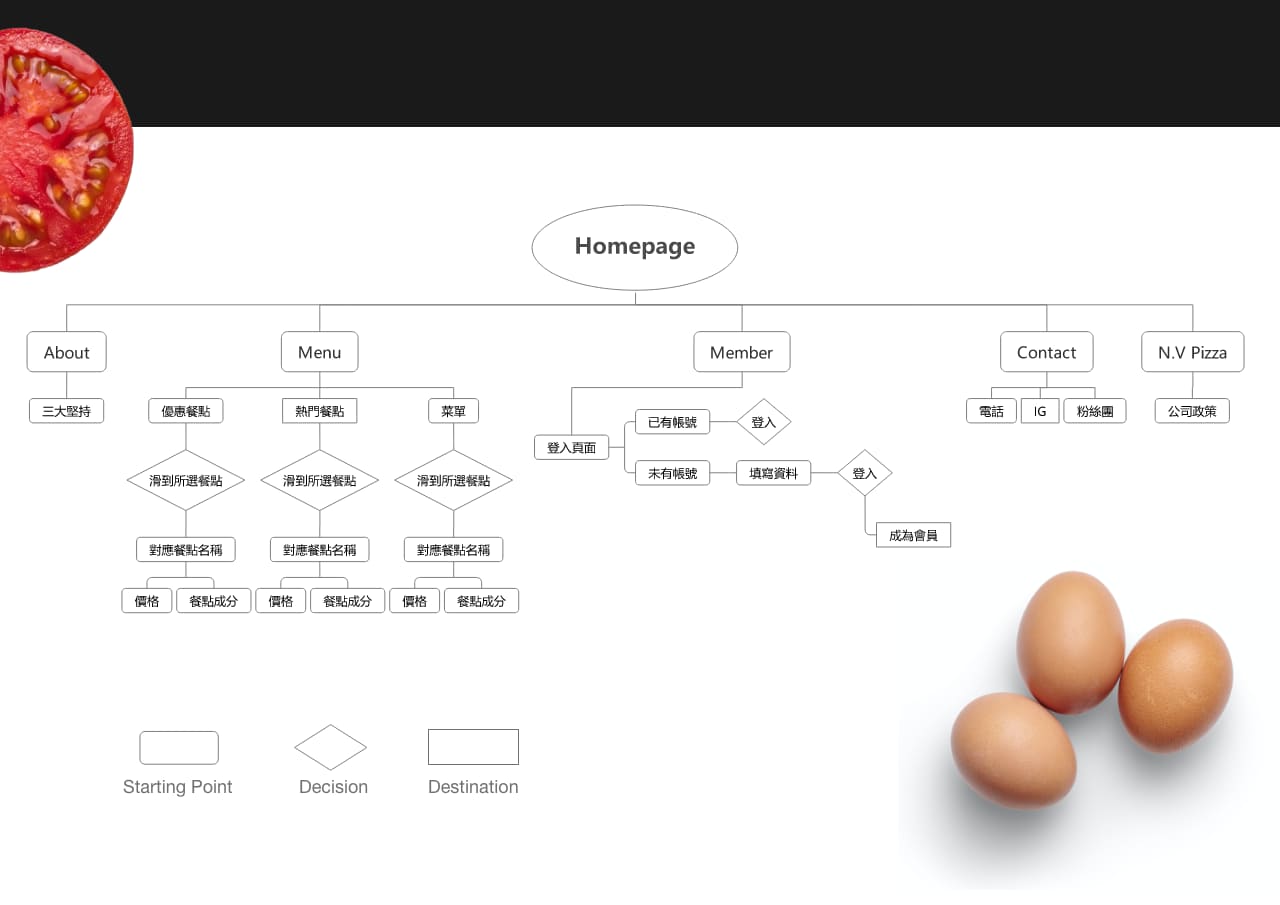 Homepage
About
Menu
Member
Contact
N.V Pizza
三大堅持
優惠餐點
熱門餐點
菜單
登入頁面
已有帳號
登入
未有帳號
填寫資料
登入
成為會員
電話
IG
粉絲團
公司政策
滑到所選餐點
滑到所選餐點
滑到所選餐點
對應餐點名稱
對應餐點名稱
對應餐點名稱
價格
餐點成分
價格
餐點成分
價格
餐點成分
Starting Point
Decision
Destination